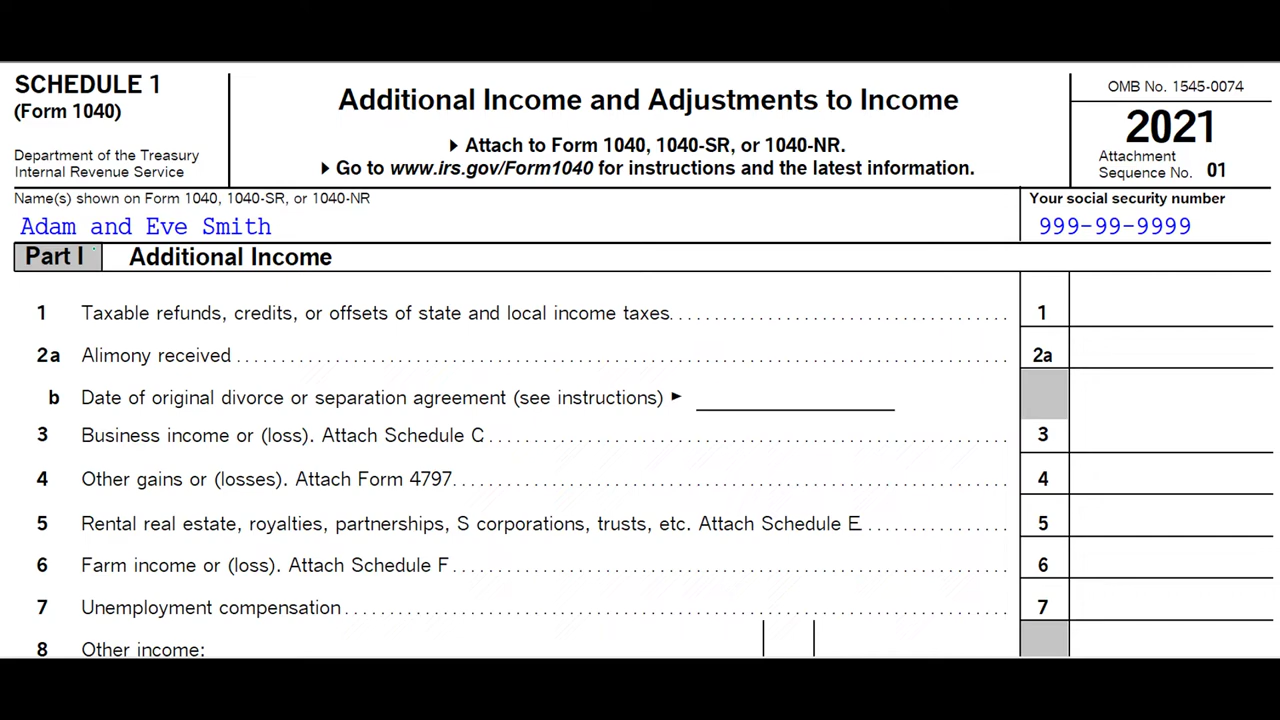 SCHEDULE 1
(Form 1040)
Department of the Treasury
Internal Revenue Service
Additional Income and Adjustments to Income
▶ Attach to Form 1040, 1040-SR, or 1040-NR.
▶ Go to www.irs.gov/Form1040 for instructions and the latest information.
OMB No. 1545-0074
2021
Attachment
Sequence No. 01
Name(s) shown on Form 1040, 1040-SR, or 1040-NR
Adam and Eve Smith
Your social security number
999-99-9999
Part I Additional Income
1 Taxable refunds, credits, or offsets of state and local income taxes 1
2a Alimony received 2a
b Date of original divorce or separation agreement (see instructions) ▶
3 Business income or (loss). Attach Schedule C 3
4 Other gains or (losses). Attach Form 4797 4
5 Rental real estate, royalties, partnerships, S corporations, trusts, etc. Attach Schedule E 5
6 Farm income or (loss). Attach Schedule F 6
7 Unemployment compensation 7
8 Other income: